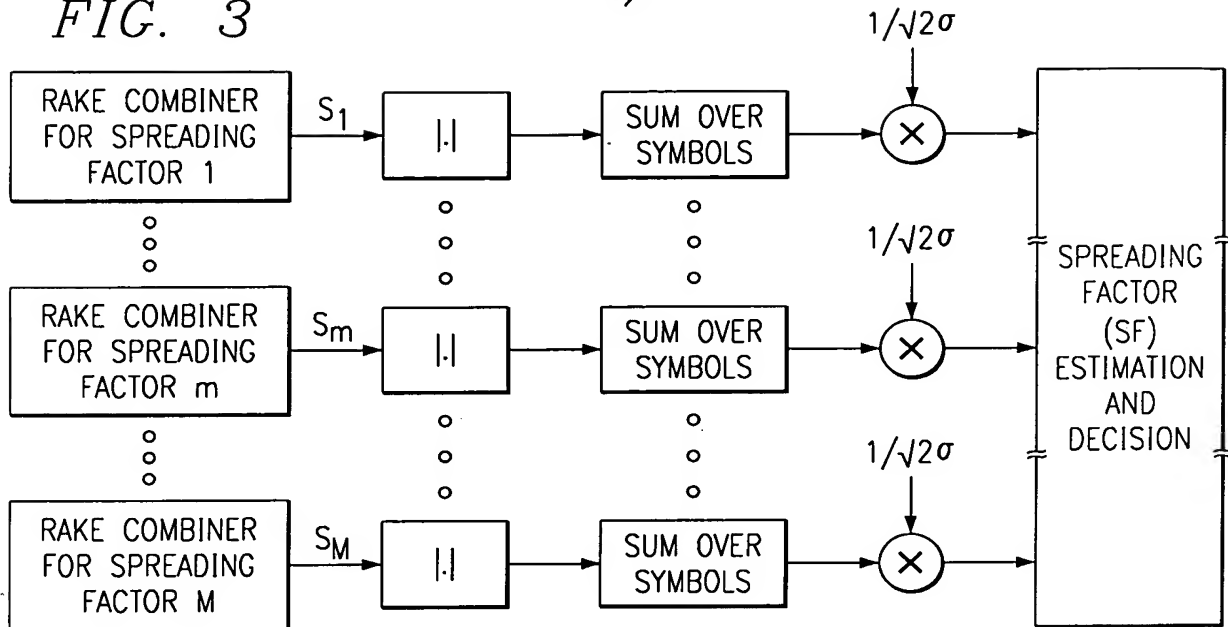 FIG. 3
1/√2σ
RAKE COMBINER
FOR SPREADING
FACTOR 1
S1
|.|
SUM OVER
SYMBOLS
×
1/√2σ
RAKE COMBINER
FOR SPREADING
FACTOR m
Sm
|.|
SUM OVER
SYMBOLS
×
SPREADING
FACTOR
(SF)
ESTIMATION
AND
DECISION
1/√2σ
RAKE COMBINER
FOR SPREADING
FACTOR M
SM
|.|
SUM OVER
SYMBOLS
×